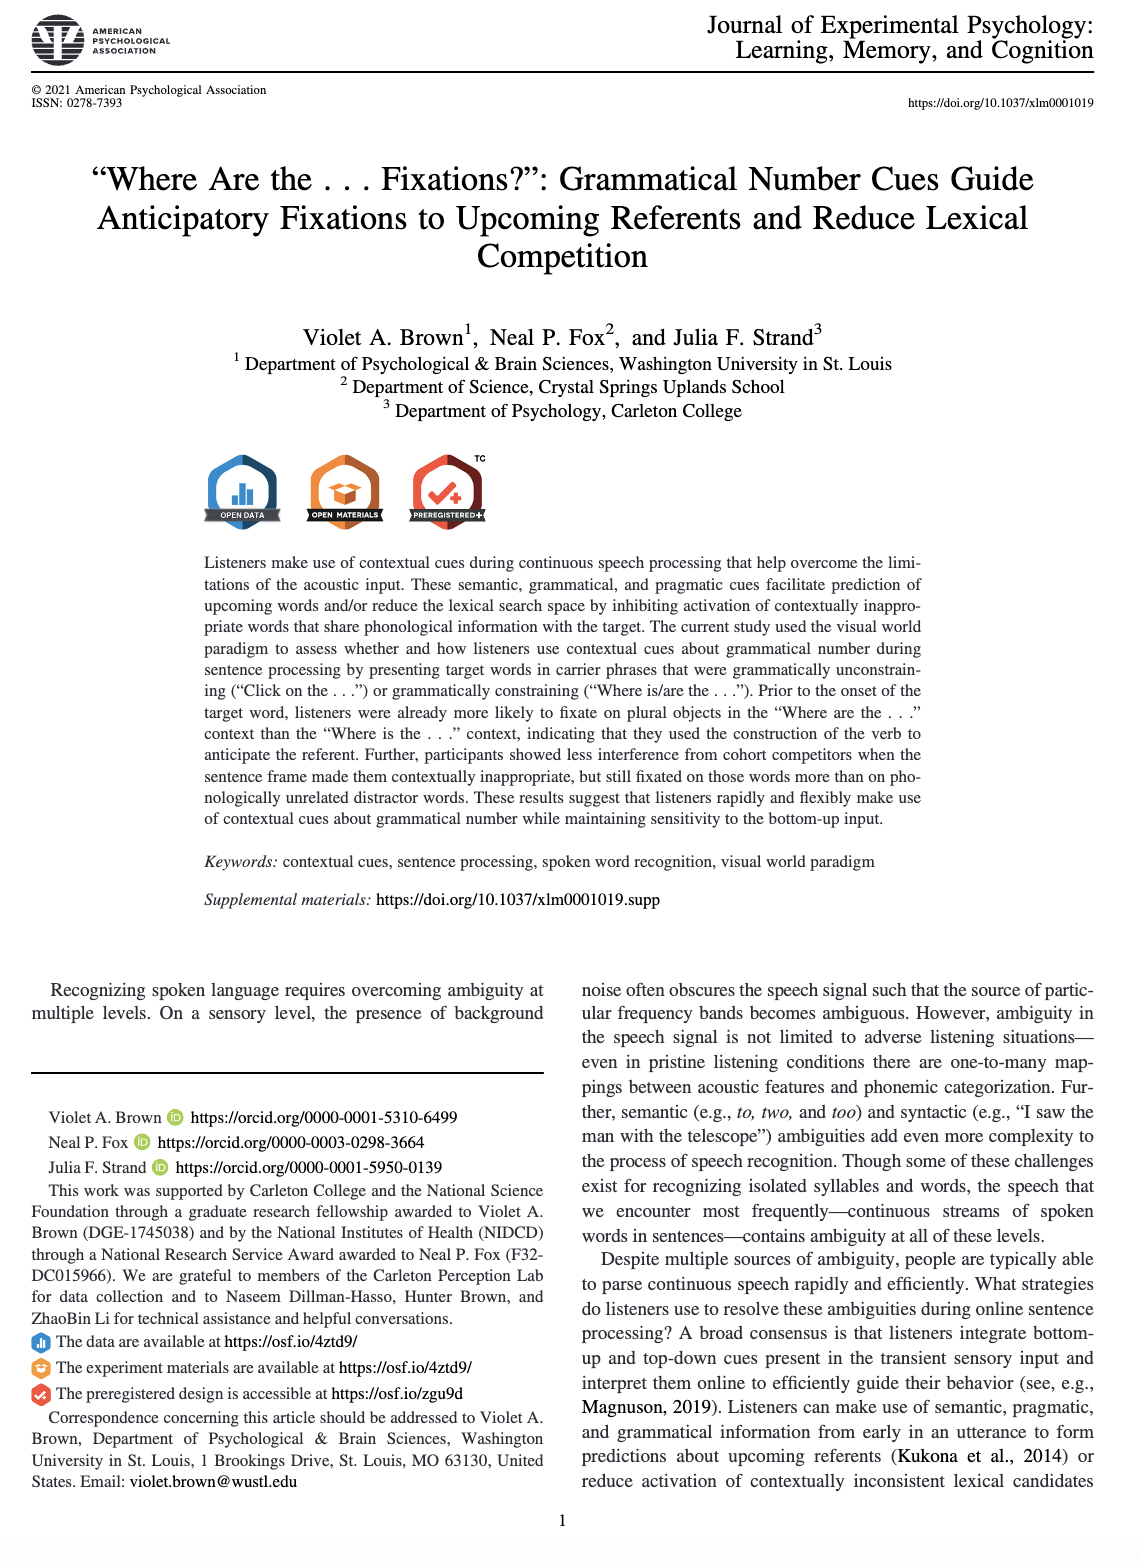 AMERICAN
PSYCHOLOGICAL
ASSOCIATION
Journal of Experimental Psychology:
Learning, Memory, and Cognition
© 2021 American Psychological Association
ISSN: 0278-7393
https://doi.org/10.1037/xlm0001019
“Where Are the . . . Fixations?”: Grammatical Number Cues Guide
Anticipatory Fixations to Upcoming Referents and Reduce Lexical
Competition
Violet A. Brown1, Neal P. Fox2, and Julia F. Strand3
1 Department of Psychological & Brain Sciences, Washington University in St. Louis
2 Department of Science, Crystal Springs Uplands School
3 Department of Psychology, Carleton College
OPEN DATA
OPEN MATERIALS
TC
PREREGISTERED+
Listeners make use of contextual cues during continuous speech processing that help overcome the limi-
tations of the acoustic input. These semantic, grammatical, and pragmatic cues facilitate prediction of
upcoming words and/or reduce the lexical search space by inhibiting activation of contextually inappro-
priate words that share phonological information with the target. The current study used the visual world
paradigm to assess whether and how listeners use contextual cues about grammatical number during
sentence processing by presenting target words in carrier phrases that were grammatically unconstrain-
ing (“Click on the . . .”) or grammatically constraining (“Where is/are the . . .”). Prior to the onset of the
target word, listeners were already more likely to fixate on plural objects in the “Where are the . . .”
context than the “Where is the . . .” context, indicating that they used the construction of the verb to
anticipate the referent. Further, participants showed less interference from cohort competitors when the
sentence frame made them contextually inappropriate, but still fixated on those words more than on pho-
nologically unrelated distractor words. These results suggest that listeners rapidly and flexibly make use
of contextual cues about grammatical number while maintaining sensitivity to the bottom-up input.
Keywords: contextual cues, sentence processing, spoken word recognition, visual world paradigm
Supplemental materials: https://doi.org/10.1037/xlm0001019.supp
Recognizing spoken language requires overcoming ambiguity at
multiple levels. On a sensory level, the presence of background
Violet A. Brown iD https://orcid.org/0000-0001-5310-6499
Neal P. Fox iD https://orcid.org/0000-0003-0298-3664
Julia F. Strand iD https://orcid.org/0000-0001-5950-0139
This work was supported by Carleton College and the National Science
Foundation through a graduate research fellowship awarded to Violet A.
Brown (DGE-1745038) and by the National Institutes of Health (NIDCD)
through a National Research Service Award awarded to Neal P. Fox (F32-
DC015966). We are grateful to members of the Carleton Perception Lab
for data collection and to Naseem Dillman-Hasso, Hunter Brown, and
ZhaoBin Li for technical assistance and helpful conversations.
The data are available at https://osf.io/4ztd9/
The experiment materials are available at https://osf.io/4ztd9/
The preregistered design is accessible at https://osf.io/zgu9d
Correspondence concerning this article should be addressed to Violet A.
Brown, Department of Psychological & Brain Sciences, Washington
University in St. Louis, 1 Brookings Drive, St. Louis, MO 63130, United
States. Email: violet.brown@wustl.edu
noise often obscures the speech signal such that the source of partic-
ular frequency bands becomes ambiguous. However, ambiguity in
the speech signal is not limited to adverse listening situations—
even in pristine listening conditions there are one-to-many map-
pings between acoustic features and phonemic categorization. Fur-
ther, semantic (e.g., to, two, and too) and syntactic (e.g., “I saw the
man with the telescope”) ambiguities add even more complexity to
the process of speech recognition. Though some of these challenges
exist for recognizing isolated syllables and words, the speech that
we encounter most frequently—continuous streams of spoken
words in sentences—contains ambiguity at all of these levels.
Despite multiple sources of ambiguity, people are typically able
to parse continuous speech rapidly and efficiently. What strategies
do listeners use to resolve these ambiguities during online sentence
processing? A broad consensus is that listeners integrate bottom-
up and top-down cues present in the transient sensory input and
interpret them online to efficiently guide their behavior (see, e.g.,
Magnuson, 2019). Listeners can make use of semantic, pragmatic,
and grammatical information from early in an utterance to form
predictions about upcoming referents (Kukona et al., 2014) or
reduce activation of contextually inconsistent lexical candidates
1